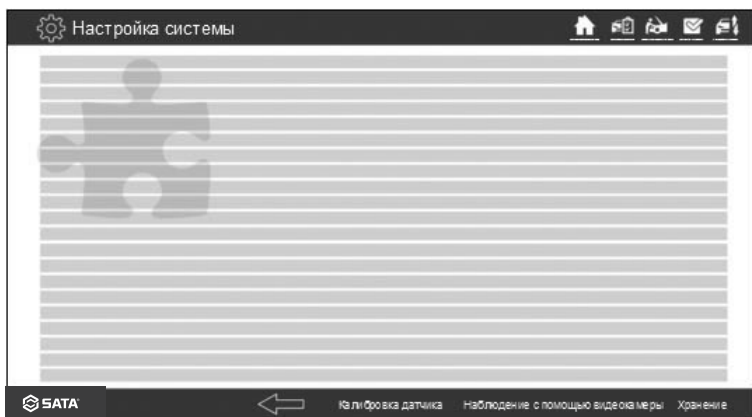 Настройка системы
SATA
Калибровка датчика
Наблюдение с помощью видеокамеры
Хранение